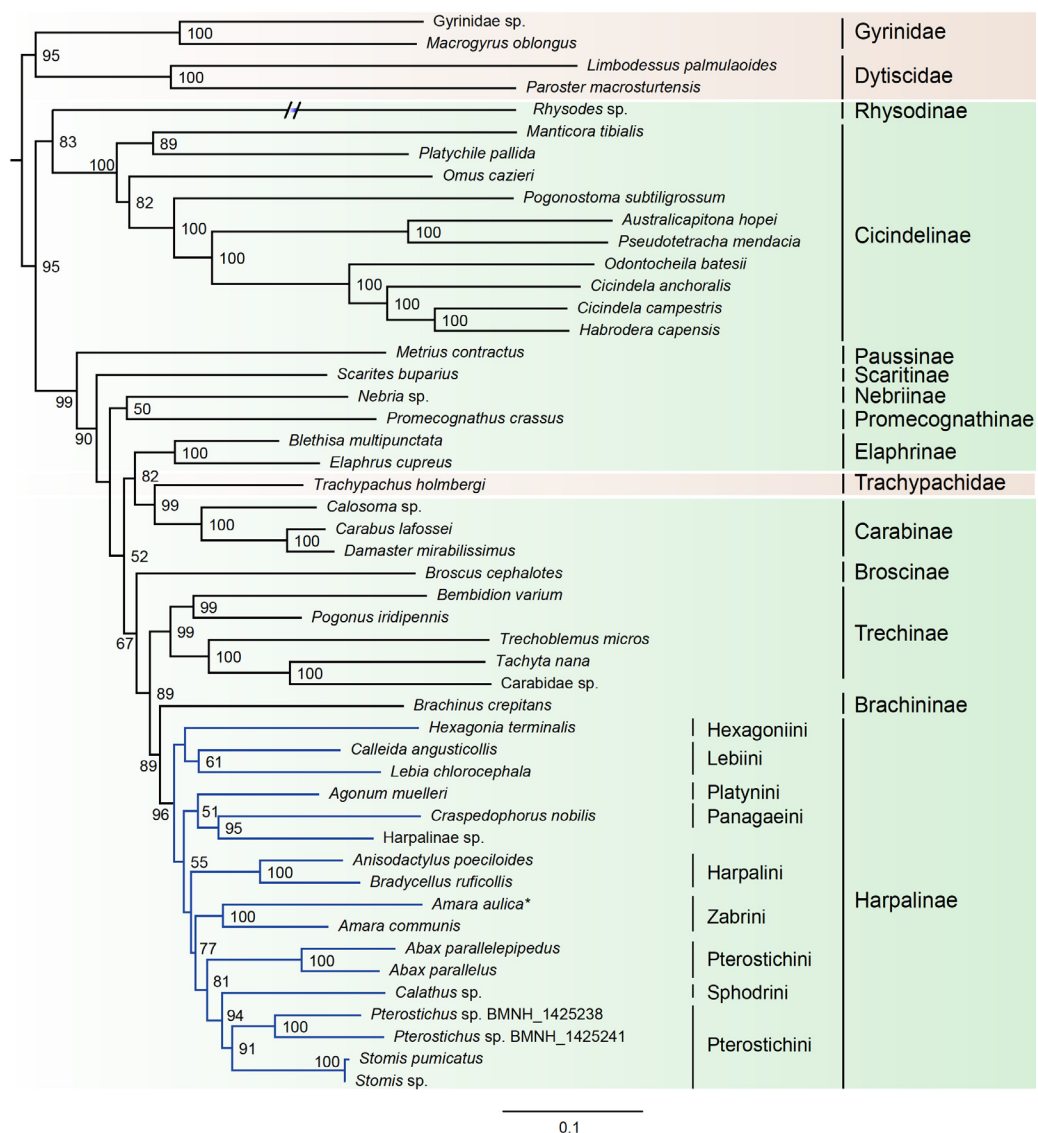 Gyrinidae sp.
100
Macrogyrus oblongus
Gyrinidae
95
Limbodessus palmulaoides
100
Paroster macrosturtensis
Dytiscidae
Rhysodes sp.
Rhysodinae
83
Manticora tibialis
89
Platychile pallida
100
Omus cazieri
82
Pogonostoma subtiligrossum
100
Australicapitona hopei
100
Pseudotetracha mendacia
Cicindelinae
100
Odontocheila batesii
100
Cicindela anchoralis
100
Cicindela campestris
100
Habrodera capensis
95
Metrius contractus
Paussinae
99
Scarites buparius
Scaritinae
90
Nebria sp.
Nebriinae
50
Promecognathus crassus
Promecognathinae
Blethisa multipunctata
100
Elaphrus cupreus
Elaphrinae
82
Trachypachus holmbergi
Trachypachidae
99
Calosoma sp.
100
Carabus lafossei
100
Damaster mirabilissimus
Carabinae
52
Broscus cephalotes
Broscinae
67
Bembidion varium
99
Pogonus iridipennis
99
Trechoblemus micros
Trechinae
100
Tachyta nana
100
Carabidae sp.
89
Brachinus crepitans
Brachininae
89
Hexagonia terminalis
Hexagoniini
Calleida angusticollis
61
Lebia chlorocephala
Lebiini
96
Agonum muelleri
Platynini
51
Craspedophorus nobilis
Panagaeini
95
Harpalinae sp.
55
Anisodactylus poeciloides
100
Bradycellus ruficollis
Harpalini
Harpalinae
Amara aulica*
100
Amara communis
Zabrini
77
Abax parallelepipedus
100
Abax parallelus
Pterostichini
81
Calathus sp.
Sphodrini
94
Pterostichus sp. BMNH_1425238
100
Pterostichus sp. BMNH_1425241
91
Pterostichini
100
Stomis pumicatus
Stomis sp.
0.1